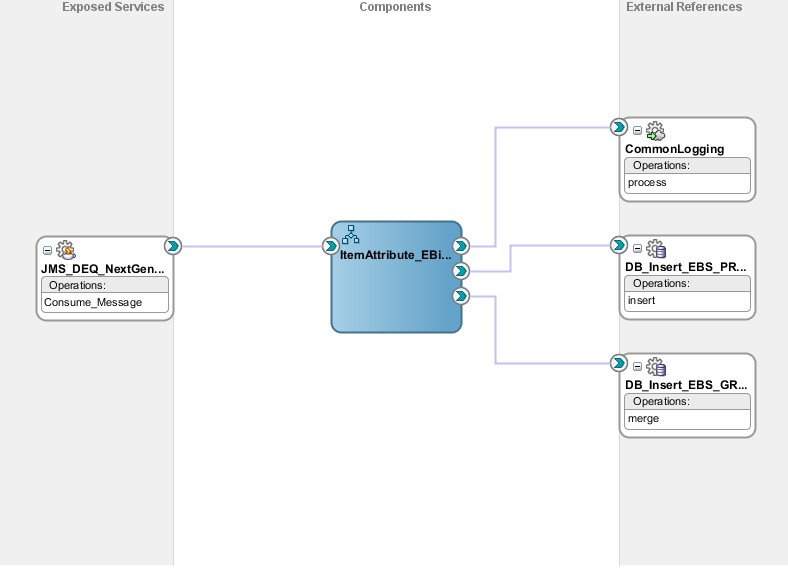 Exposed Services
Components
External References
CommonLogging
Operations:
process
JMS_DEQ_NextGen...
Operations:
Consume_Message
ItemAttribute_EBi...
DB_Insert_EBS_PR...
Operations:
insert
DB_Insert_EBS_GR...
Operations:
merge